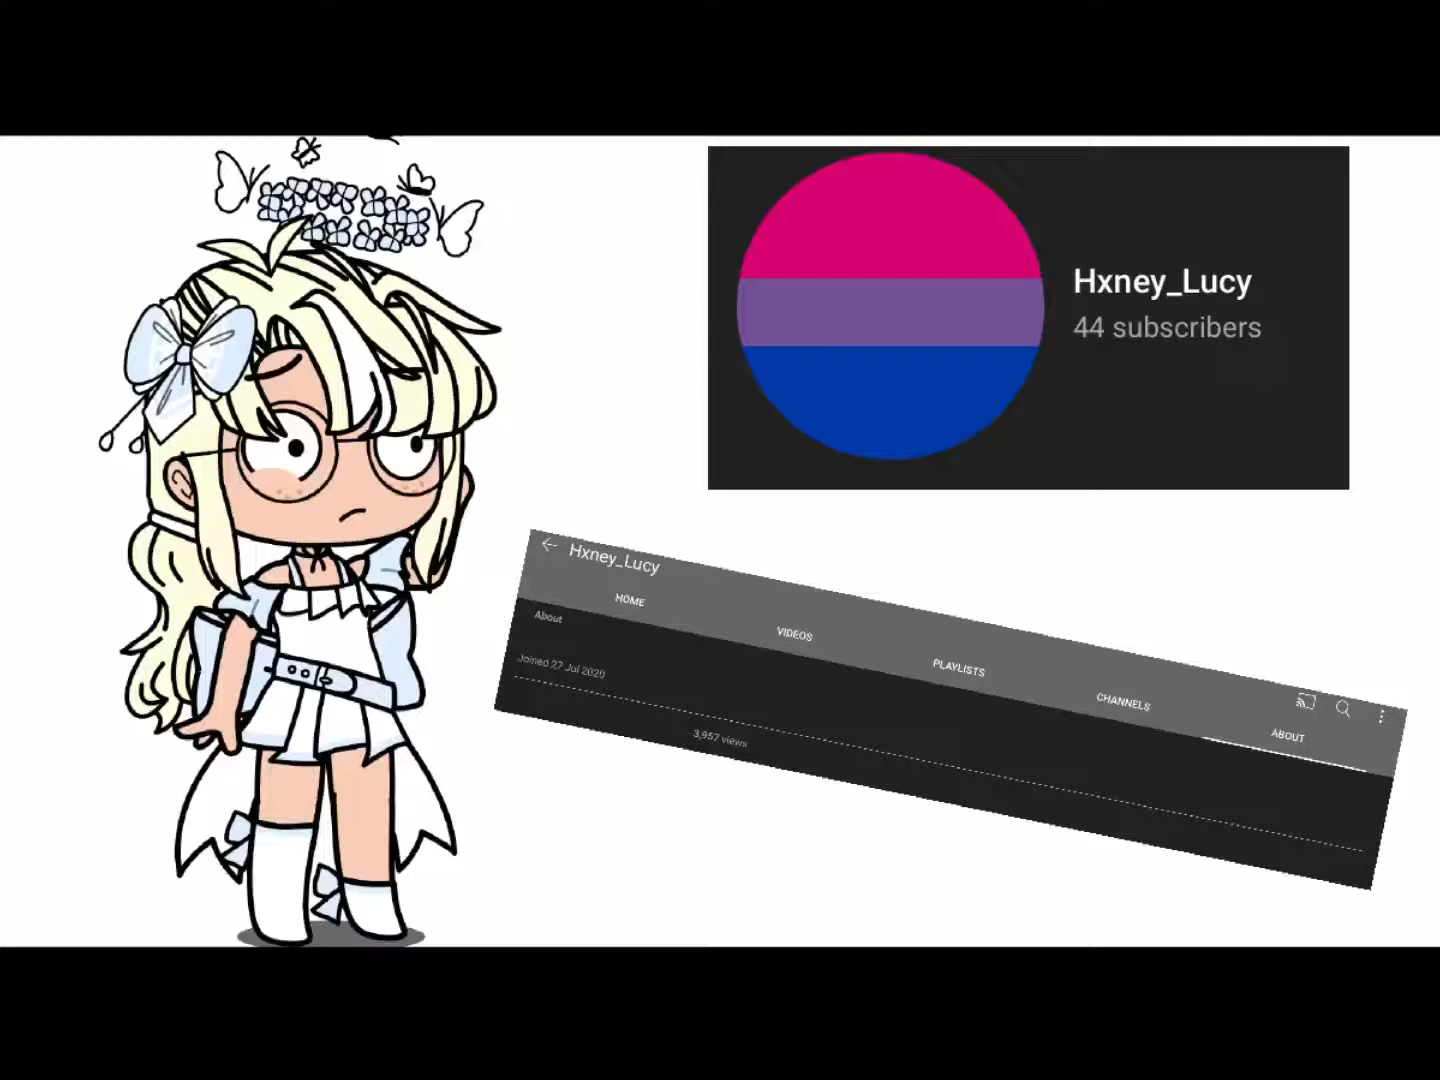 Hxney_Lucy
44 subscribers
Hxney_Lucy
HOME VIDEOS PLAYLISTS CHANNELS ABOUT
About
Joined 27 Jul 2020
3,957 views